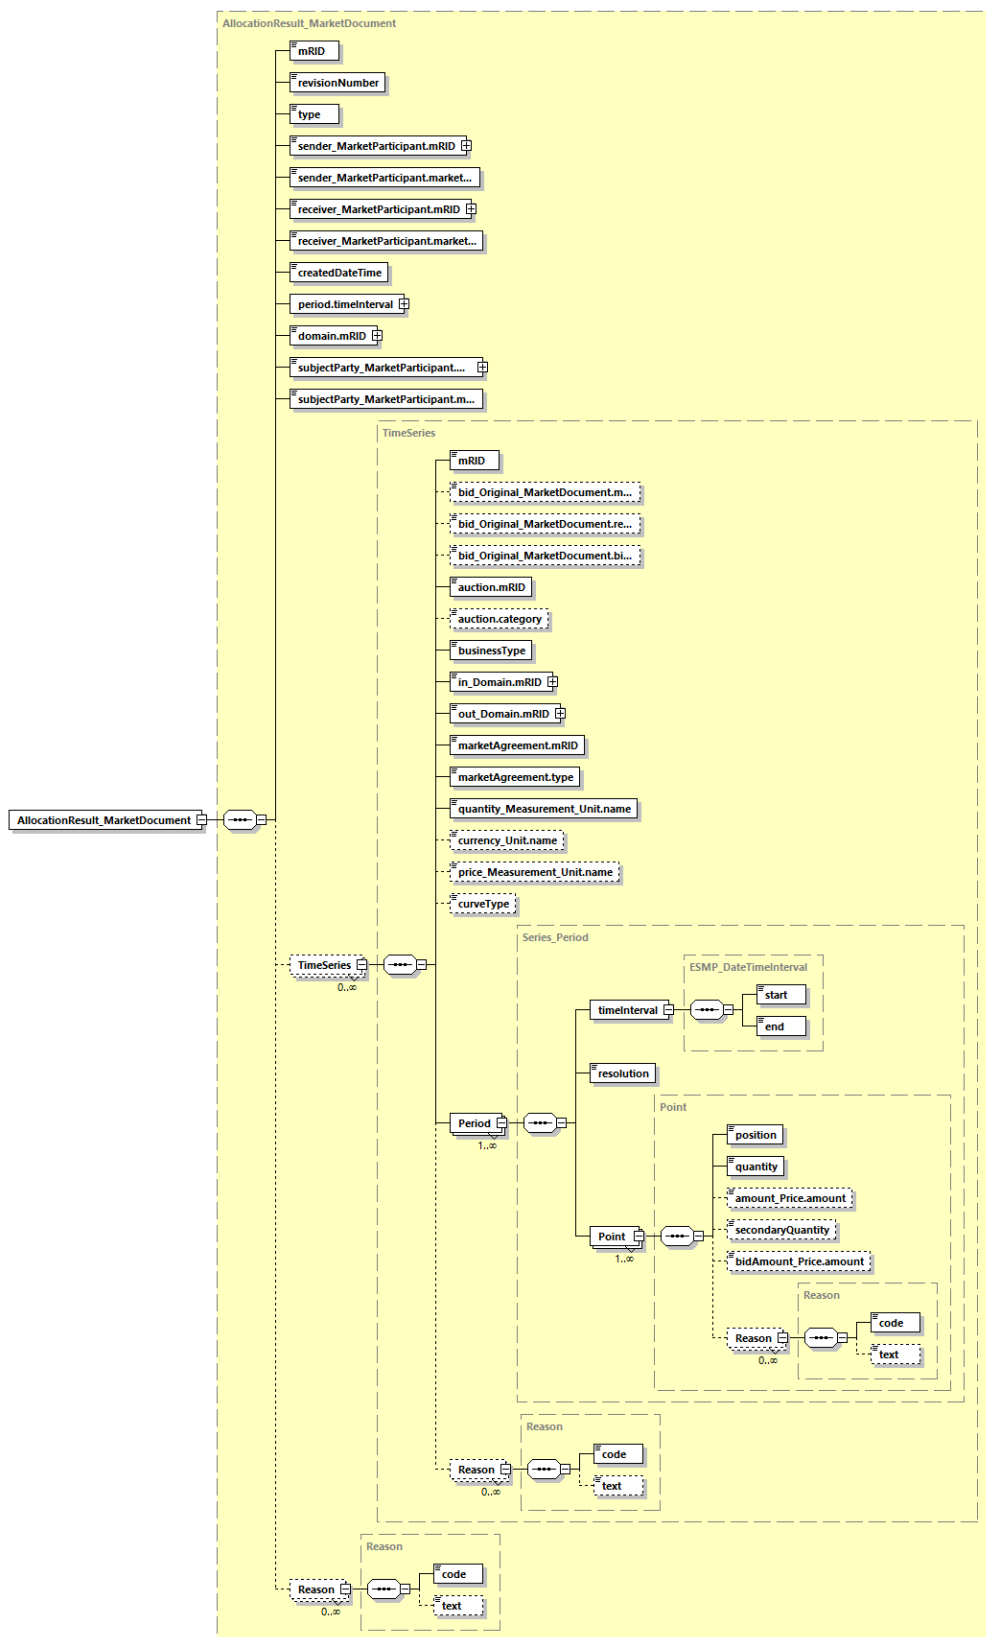 AllocationResult_MarketDocument
mRID
revisionNumber
type
sender_MarketParticipant.mRID
sender_MarketParticipant.market...
receiver_MarketParticipant.mRID
receiver_MarketParticipant.market...
createdDateTime
period.timeInterval
domain.mRID
subjectParty_MarketParticipant....
subjectParty_MarketParticipant.m...
TimeSeries
mRID
bid_Original_MarketDocument.m...
bid_Original_MarketDocument.re...
bid_Original_MarketDocument.bi...
auction.mRID
auction.category
businessType
in_Domain.mRID
out_Domain.mRID
marketAgreement.mRID
marketAgreement.type
quantity_Measurement_Unit.name
AllocationResult_MarketDocument
currency_Unit.name
price_Measurement_Unit.name
curveType
Series_Period
TimeSeries
0..∞
ESMP_DateTimeInterval
start
timeInterval
end
resolution
Point
Period
1..∞
position
quantity
amount_Price.amount
secondaryQuantity
Point
1..∞
bidAmount_Price.amount
Reason
code
Reason
0..∞
text
Reason
code
Reason
0..∞
text
Reason
code
Reason
0..∞
text